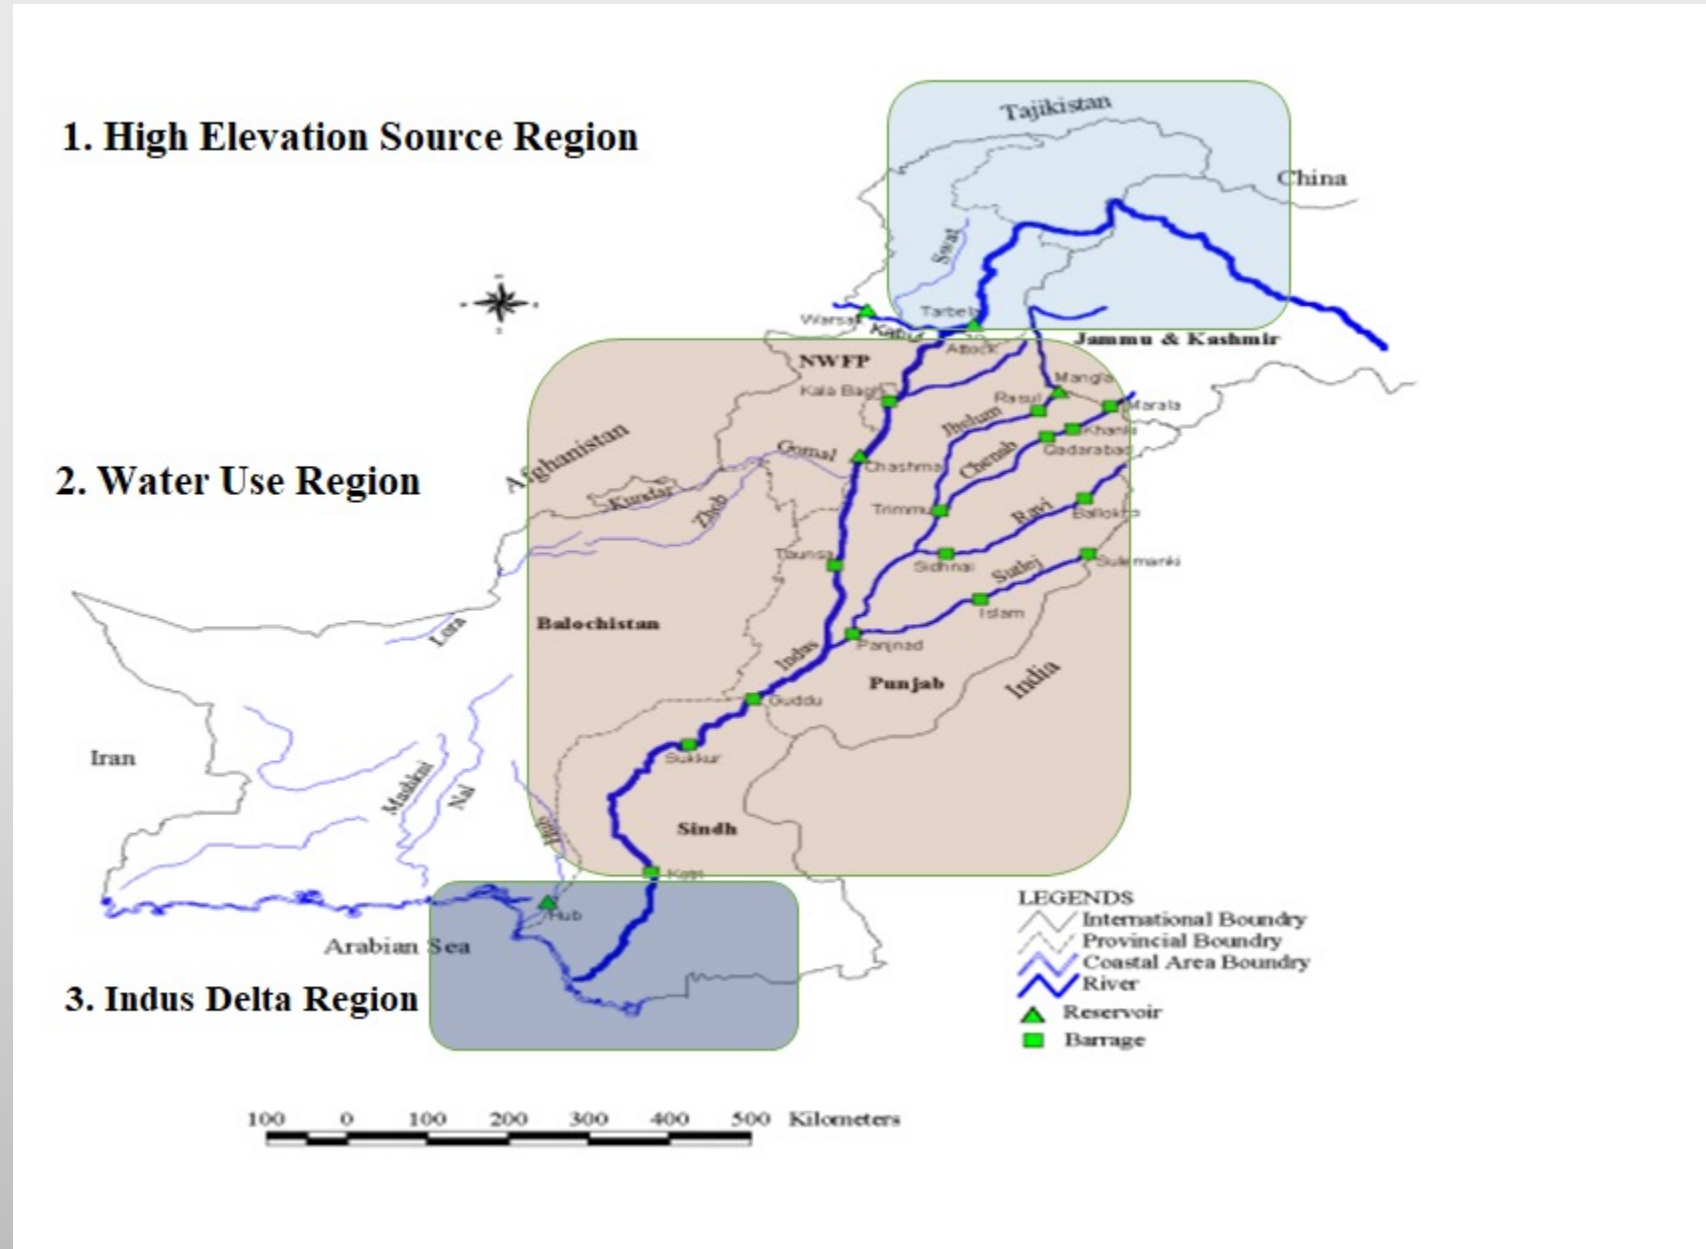 1. High Elevation Source Region
Tajikistan
China
Swat
Tarbela
Warsak
Kabul
Attock
Jammu & Kashmir
NWFP
Mangla
Kala Bagh
Rasul
Marala
Jhelum
Khanki
Afghanistan
Gomal
Chenab
Qadarabad
Chashma
2. Water Use Region
Kundar
Zhob
Trimmu
Ravi
Balloki
Taunsa
Sidhnai
Sutlej
Sulemanki
Islam
Balochistan
Lora
Indus
Panjnad
Punjab
India
Guddu
Iran
Sukkur
Mashkni
Nal
Hub
Sindh
Kotri
LEGENDS
Hub
International Boundry
Arabian Sea
Provincial Boundry
Coastal Area Boundry
River
3. Indus Delta Region
Reservoir
Barrage
100 0 100 200 300 400 500 Kilometers